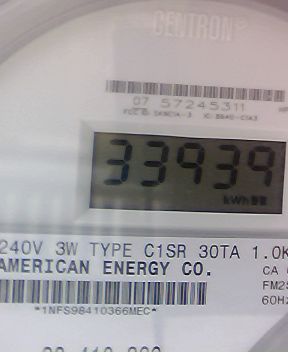 CENTRON®
07 57245311
33939
kWh
240V 3W TYPE C1SR 30TA 1.0K
AMERICAN ENERGY CO.
CA
FM2S
60Hz
*1NFS98410366MEC*